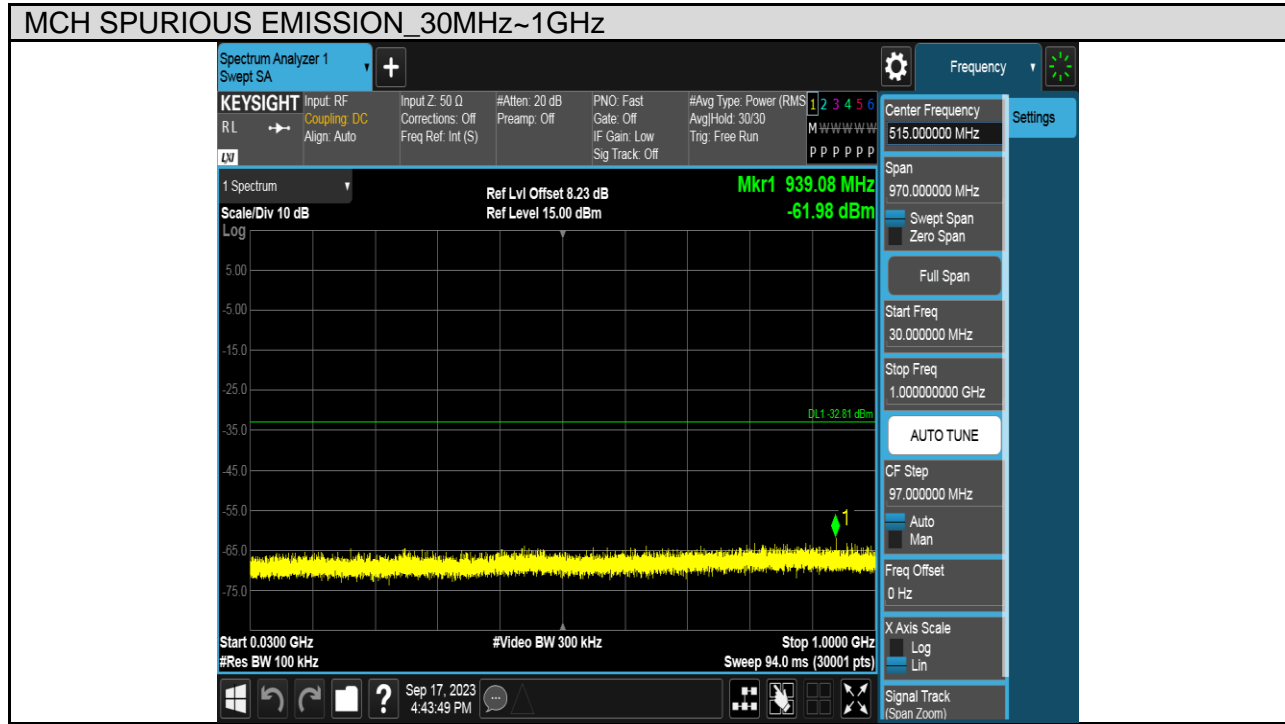 MCH SPURIOUS EMISSION_30MHz~1GHz
Spectrum Analyzer 1
Swept SA
+
Frequency
KEYSIGHT
RL
LXI
Input: RF
Coupling: DC
Align: Auto
Input Z: 50 Ω
Corrections: Off
Freq Ref: Int (S)
#Atten: 20 dB
Preamp: Off
PNO: Fast
Gate: Off
IF Gain: Low
Sig Track: Off
#Avg Type: Power (RMS
Avg|Hold: 30/30
Trig: Free Run
1 2 3 4 5 6
M W W W W W
P P P P P P
1 Spectrum
Scale/Div 10 dB
Log
Ref Lvl Offset 8.23 dB
Ref Level 15.00 dBm
Mkr1 939.08 MHz
-61.98 dBm
5.00
-5.00
-15.0
-25.0
DL1 -32.81 dBm
-35.0
-45.0
-55.0
1
-65.0
-75.0
Start 0.0300 GHz
#Res BW 100 kHz
#Video BW 300 kHz
Stop 1.0000 GHz
Sweep 94.0 ms (30001 pts)
Center Frequency
515.000000 MHz
Settings
Span
970.000000 MHz
Swept Span
Zero Span
Full Span
Start Freq
30.000000 MHz
Stop Freq
1.000000000 GHz
AUTO TUNE
CF Step
97.000000 MHz
Auto
Man
Freq Offset
0 Hz
X Axis Scale
Log
Lin
Signal Track
(Span Zoom)
?
Sep 17, 2023
4:43:49 PM